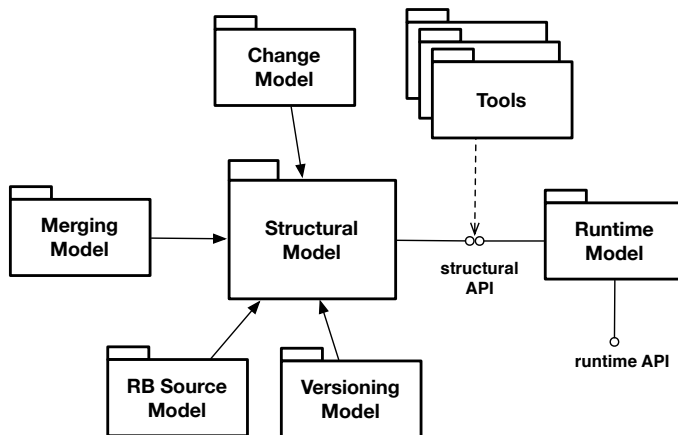 Change
Model
Tools
Merging
Model
Structural
Model
Runtime
Model
structural
API
runtime API
RB Source
Model
Versioning
Model